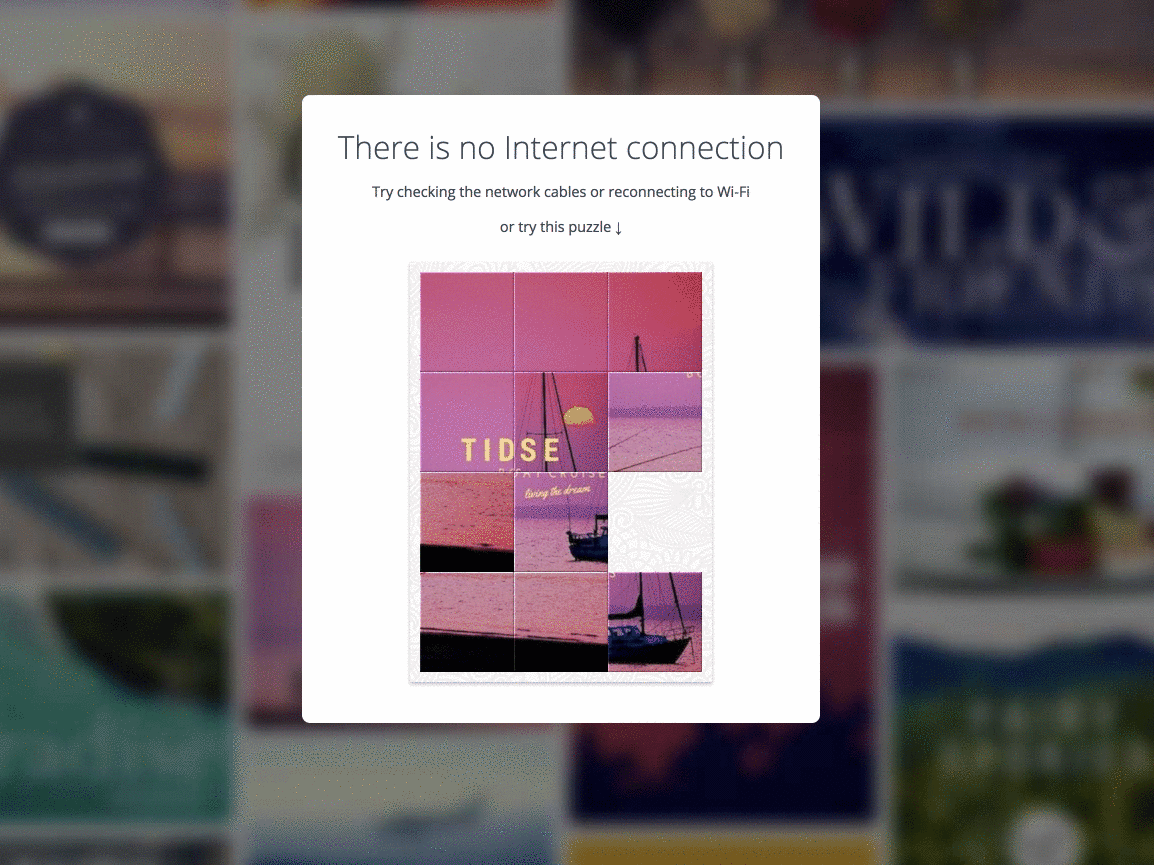 There is no Internet connection
Try checking the network cables or reconnecting to Wi-Fi
or try this puzzle ↓
TIDSE
CRUISE
living the dream